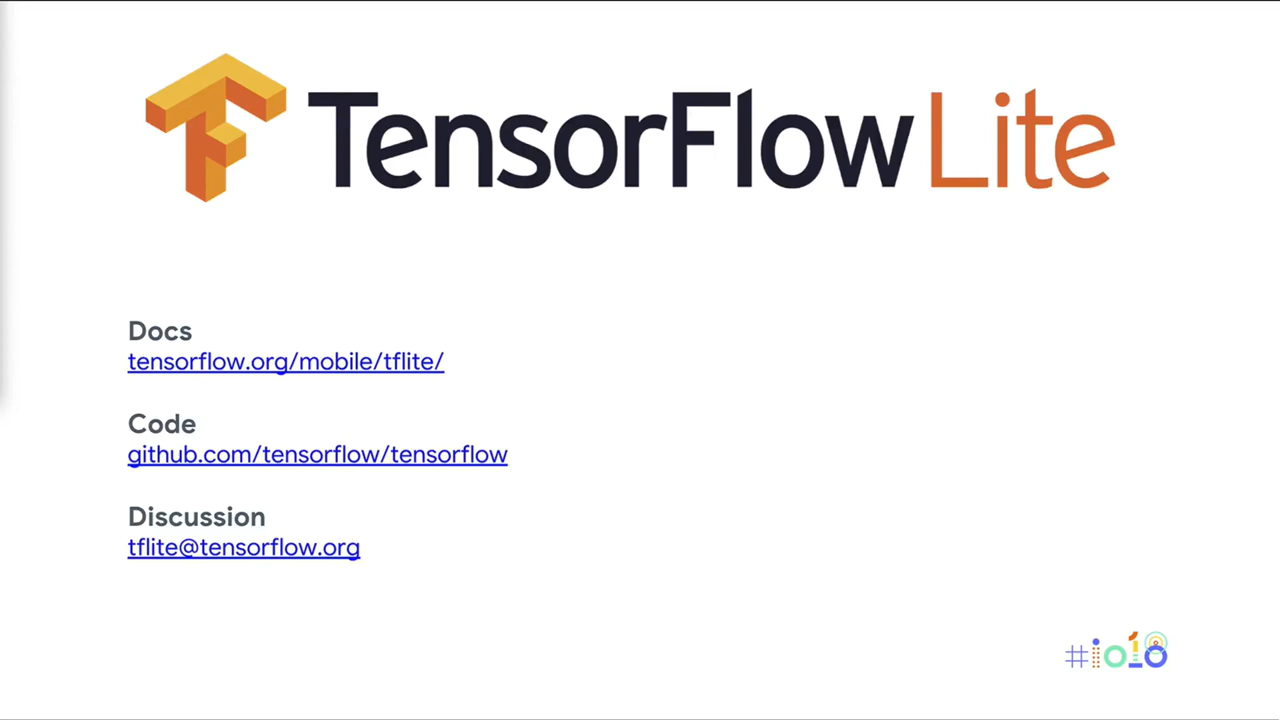 TensorFlow Lite
Docs
tensorflow.org/mobile/tflite/
Code
github.com/tensorflow/tensorflow
Discussion
tflite@tensorflow.org
#io18